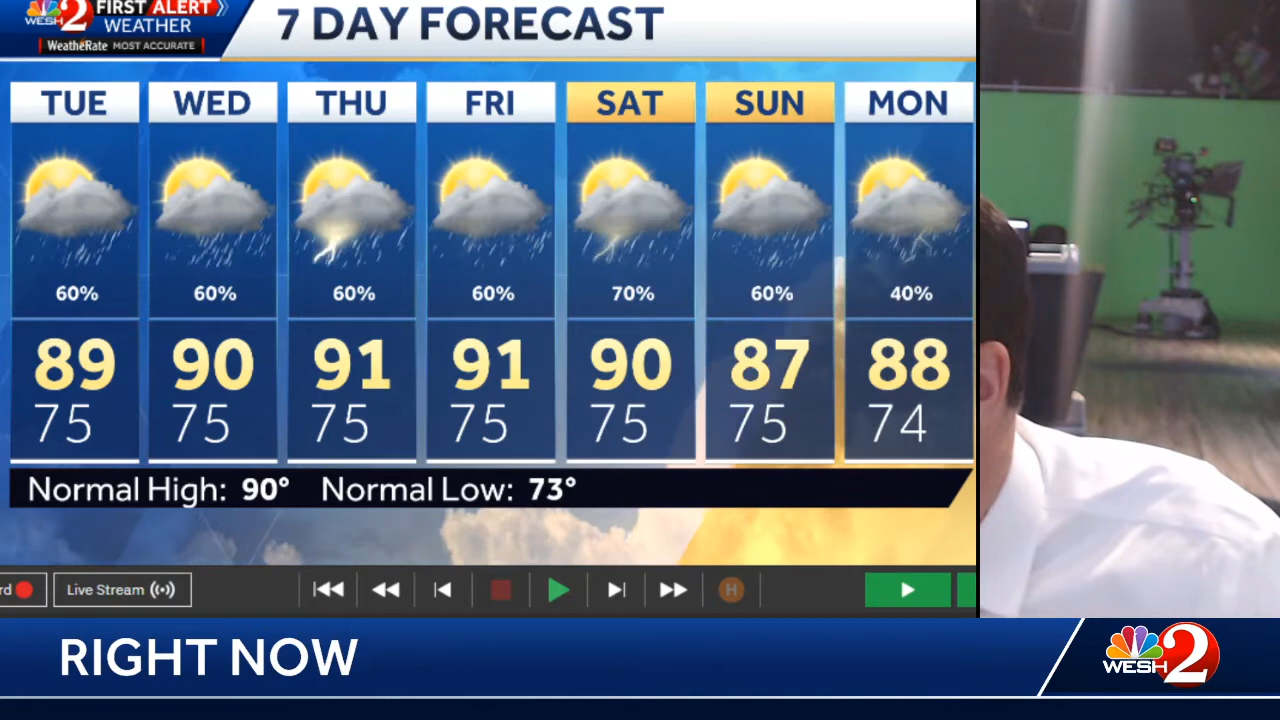 WESH 2 FIRST ALERT
WEATHER
WeatheRate MOST ACCURATE
7 DAY FORECAST
TUE WED THU FRI SAT SUN MON
60% 60% 60% 60% 70% 60% 40%
89 90 91 91 90 87 88
75 75 75 75 75 75 74
Normal High: 90° Normal Low: 73°
rd Live Stream H
RIGHT NOW
WESH 2